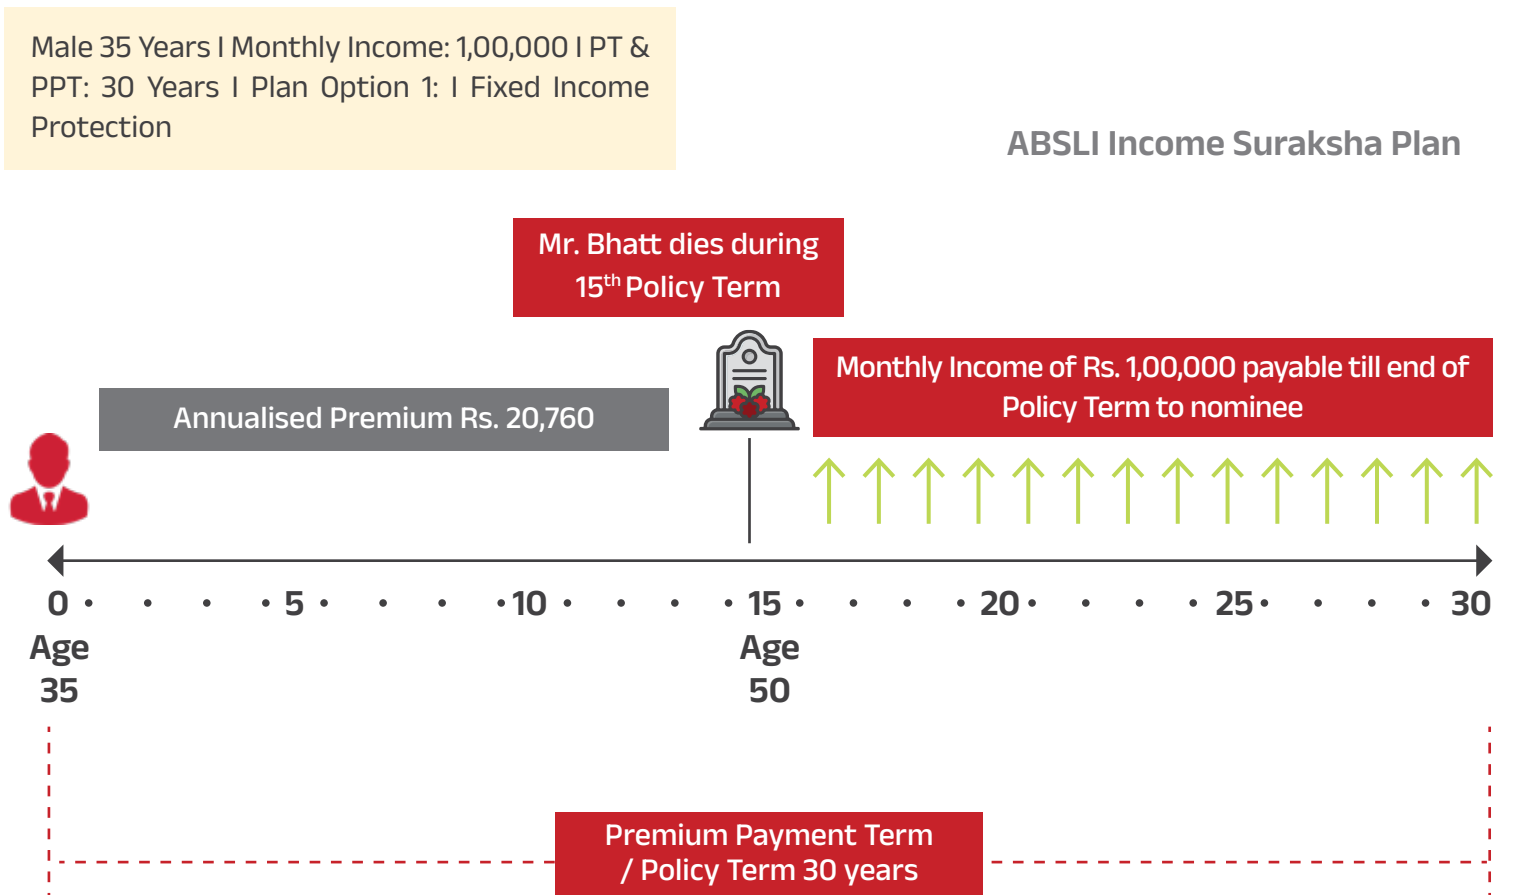 Male 35 Years I Monthly Income: 1,00,000 I PT &
PPT: 30 Years I Plan Option 1: I Fixed Income
Protection
ABSLI Income Suraksha Plan
Mr. Bhatt dies during
15th Policy Term
Monthly Income of Rs. 1,00,000 payable till end of
Policy Term to nominee
Annualised Premium Rs. 20,760
0 • • • • 5 • • • • 10 • • • • 15 • • • • 20 • • • • 25 • • • • 30
Age Age
35 50
Premium Payment Term
/ Policy Term 30 years